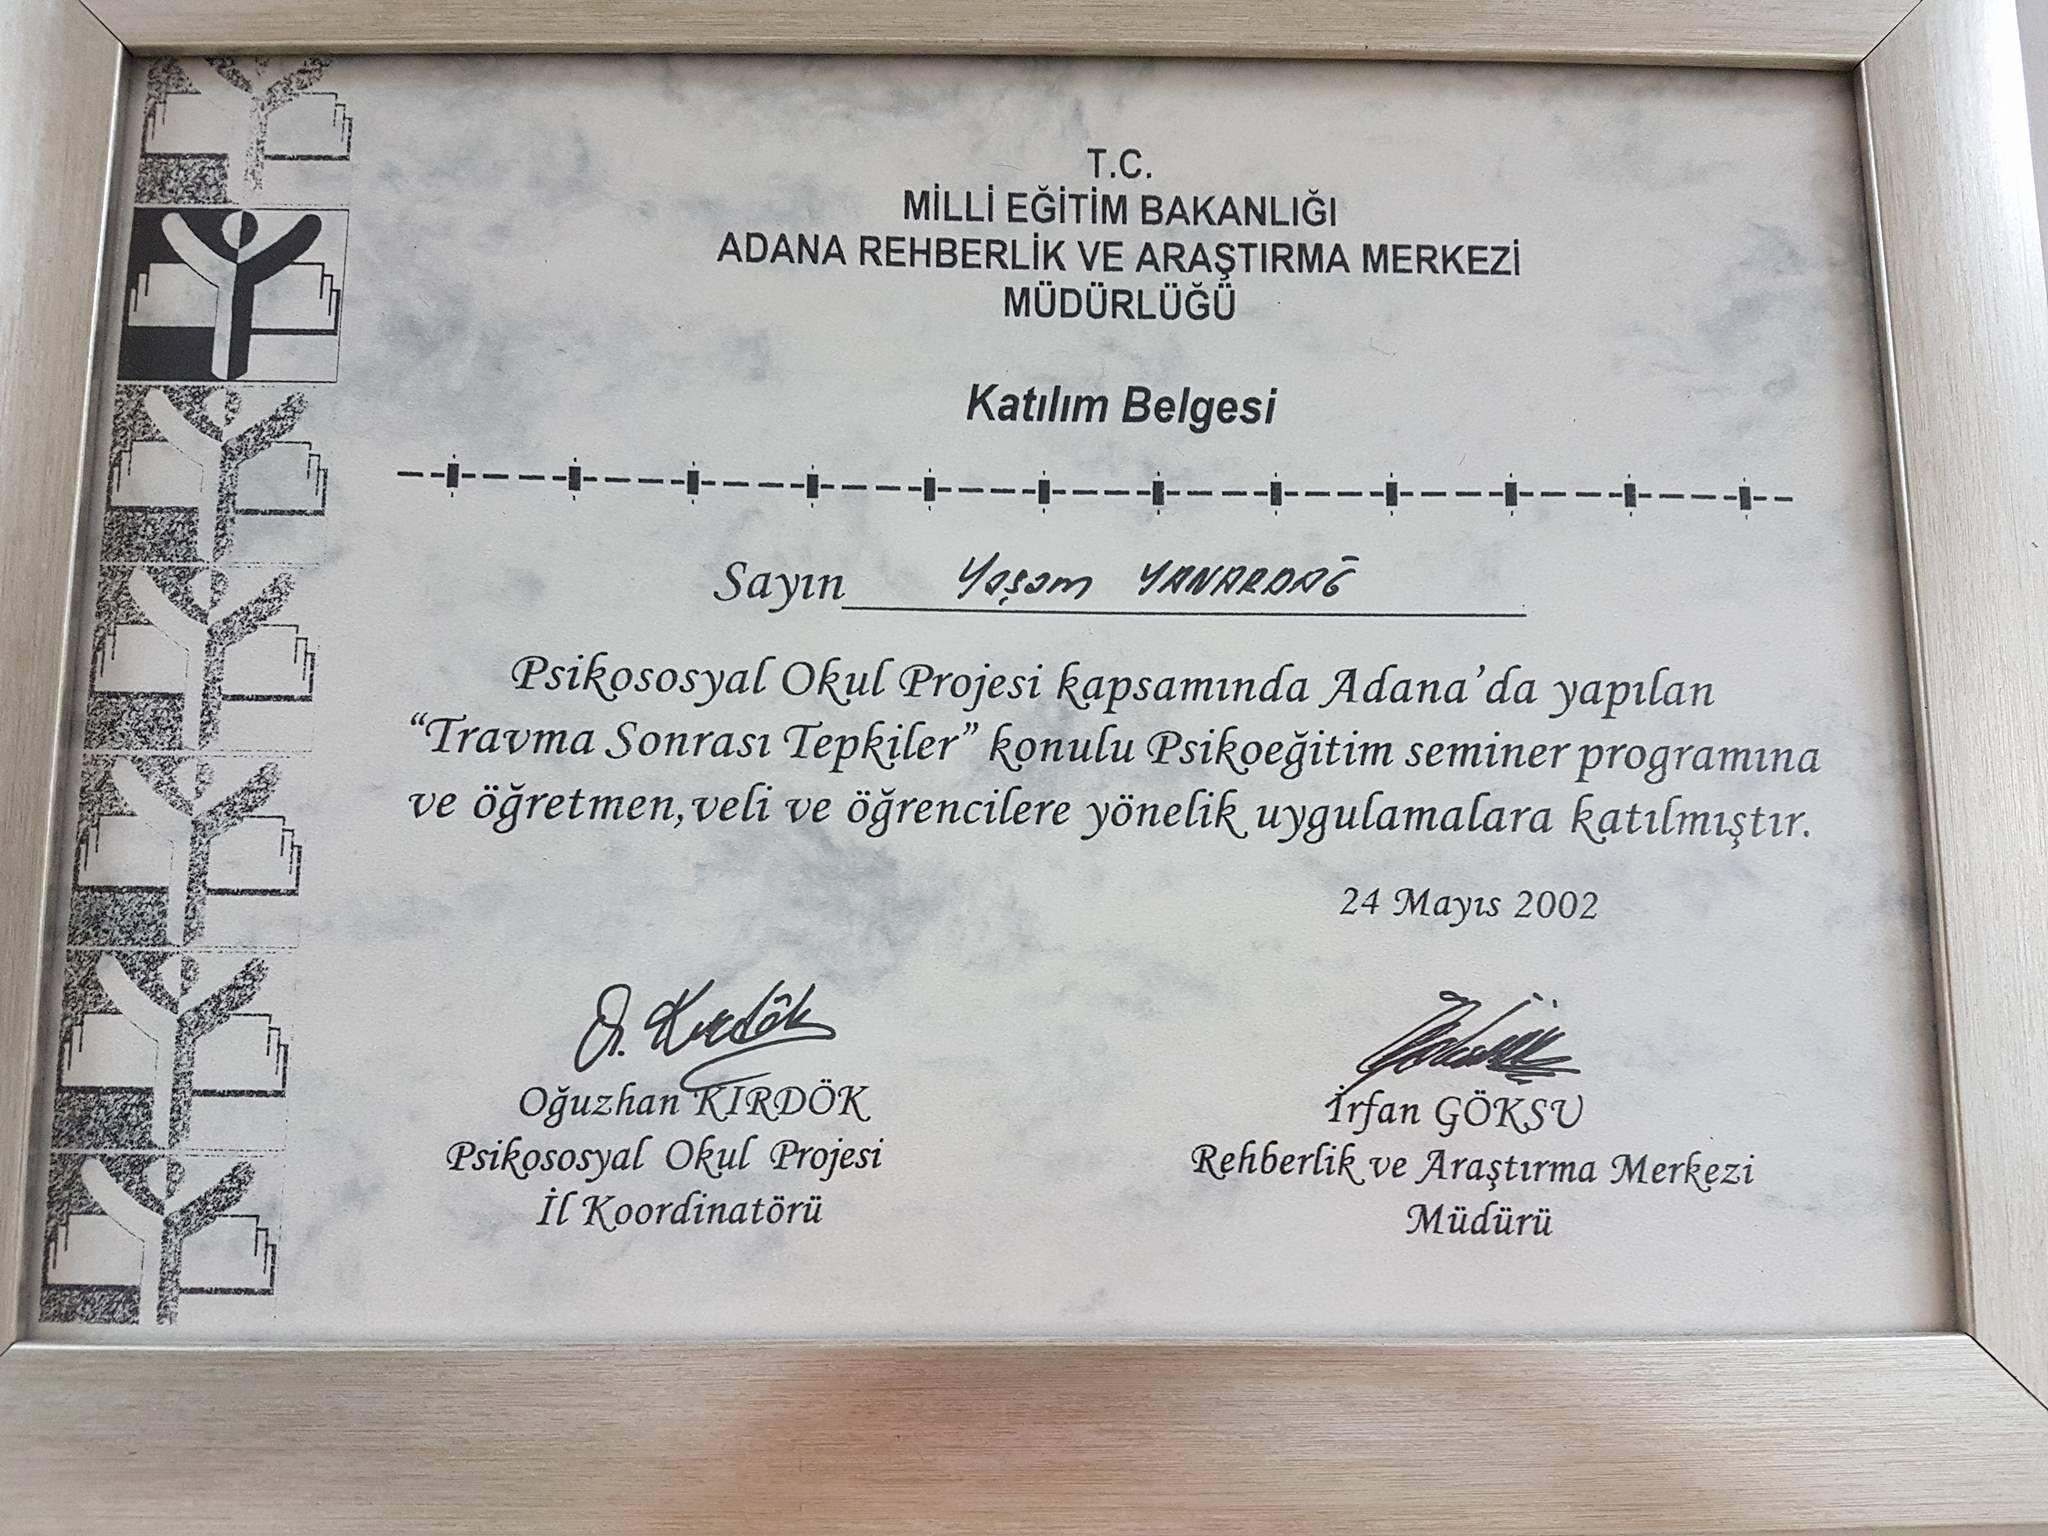 T.C.
MİLLİ EĞİTİM BAKANLIĞI
ADANA REHBERLİK VE ARAŞTIRMA MERKEZİ
MÜDÜRLÜĞÜ
Katılım Belgesi
Sayın Yaşam YANARDAĞ
Psikososyal Okul Projesi kapsamında Adana'da yapılan
“Travma Sonrası Tepkiler” konulu Psikoeğitim seminer programına
ve öğretmen,veli ve öğrencilere yönelik uygulamalara katılmıştır.
24 Mayıs 2002
O. Kırdök
Oğuzhan KIRDÖK
Psikososyal Okul Projesi
İl Koordinatörü
İrfan GÖKSU
Rehberlik ve Araştırma Merkezi
Müdürü